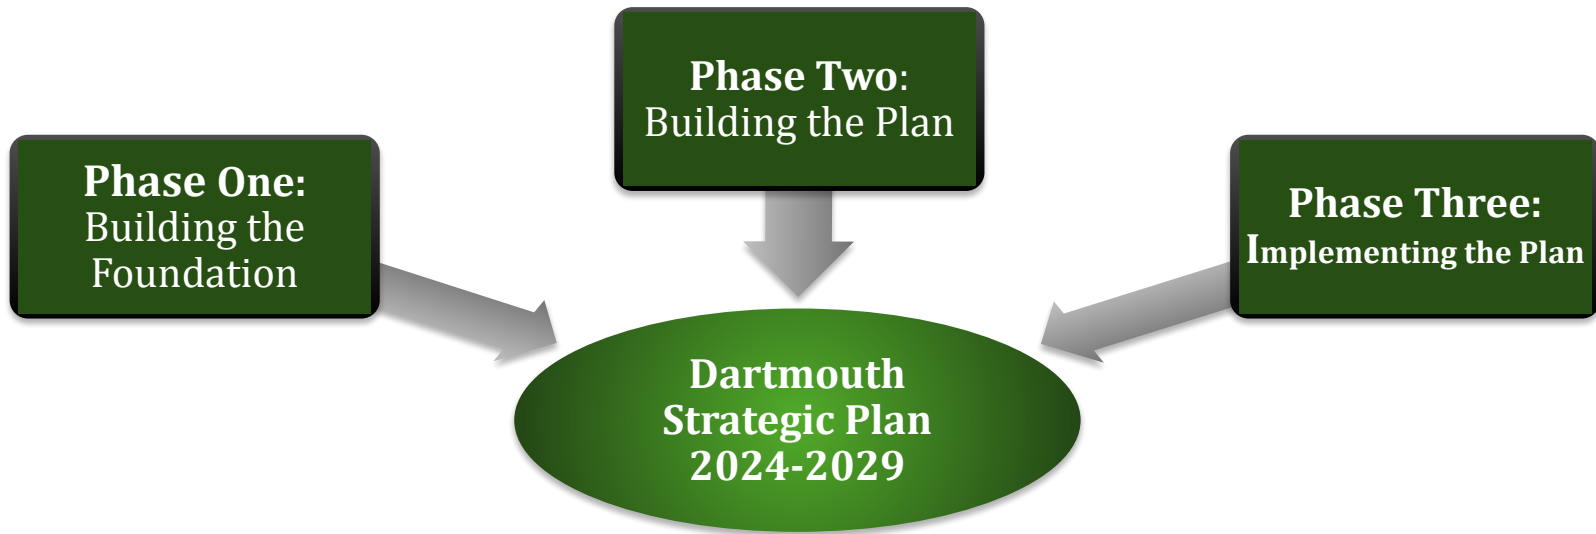 Phase One:
Building the
Foundation
Phase Two:
Building the Plan
Phase Three:
Implementing the Plan
Dartmouth
Strategic Plan
2024-2029